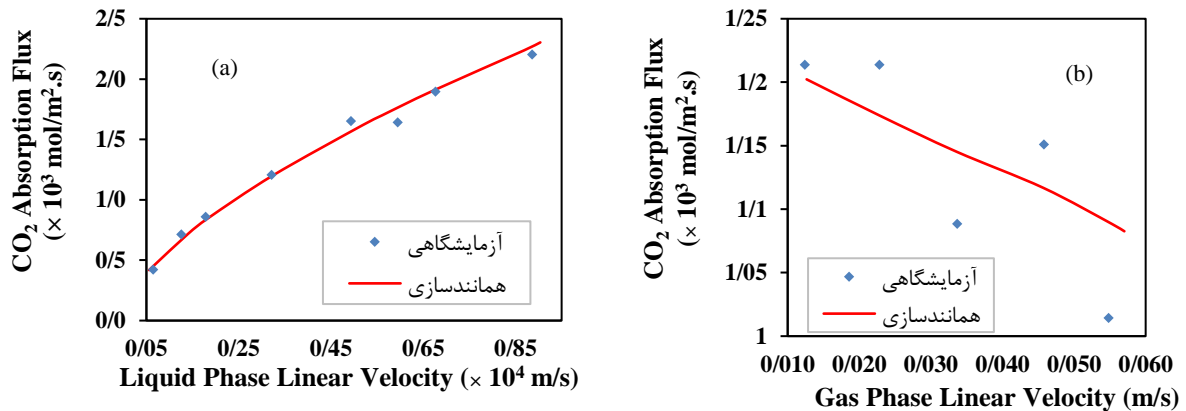 CO₂ Absorption Flux
(× 10³ mol/m².s)
2/5
2/0
1/5
1/0
0/5
0/0
(a)
آزمایشگاهی
همانندسازی
0/05 0/25 0/45 0/65 0/85
Liquid Phase Linear Velocity (× 10⁴ m/s)
CO₂ Absorption Flux
(× 10³ mol/m².s)
1/25
1/2
1/15
1/1
1/05
1
(b)
آزمایشگاهی
همانندسازی
0/010 0/020 0/030 0/040 0/050 0/060
Gas Phase Linear Velocity (m/s)